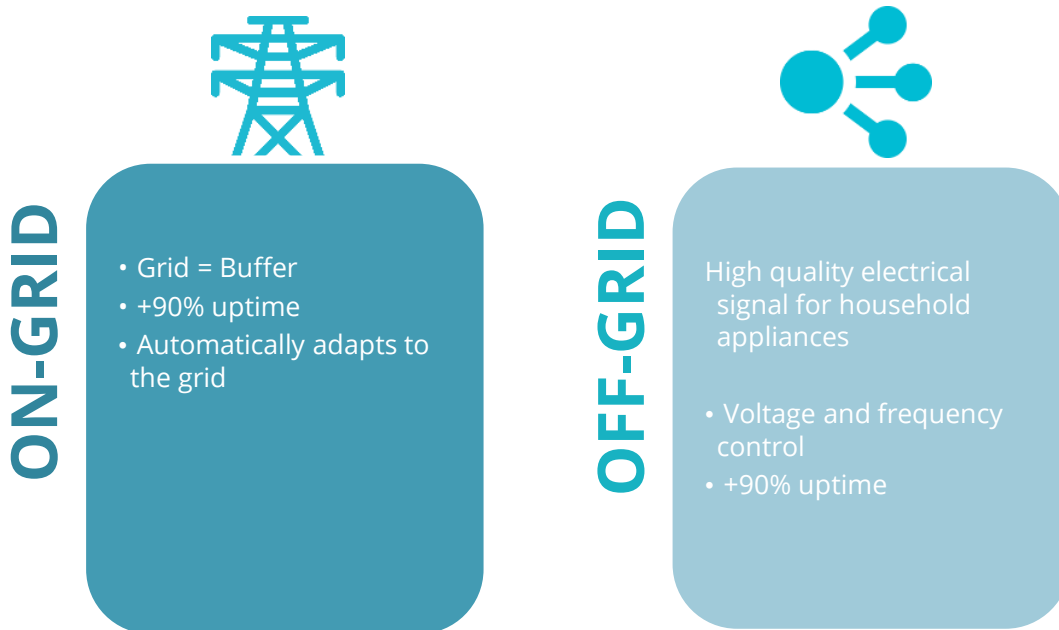 ON-GRID
• Grid = Buffer
• +90% uptime
• Automatically adapts to
the grid
OFF-GRID
High quality electrical
signal for household
appliances
• Voltage and frequency
control
• +90% uptime